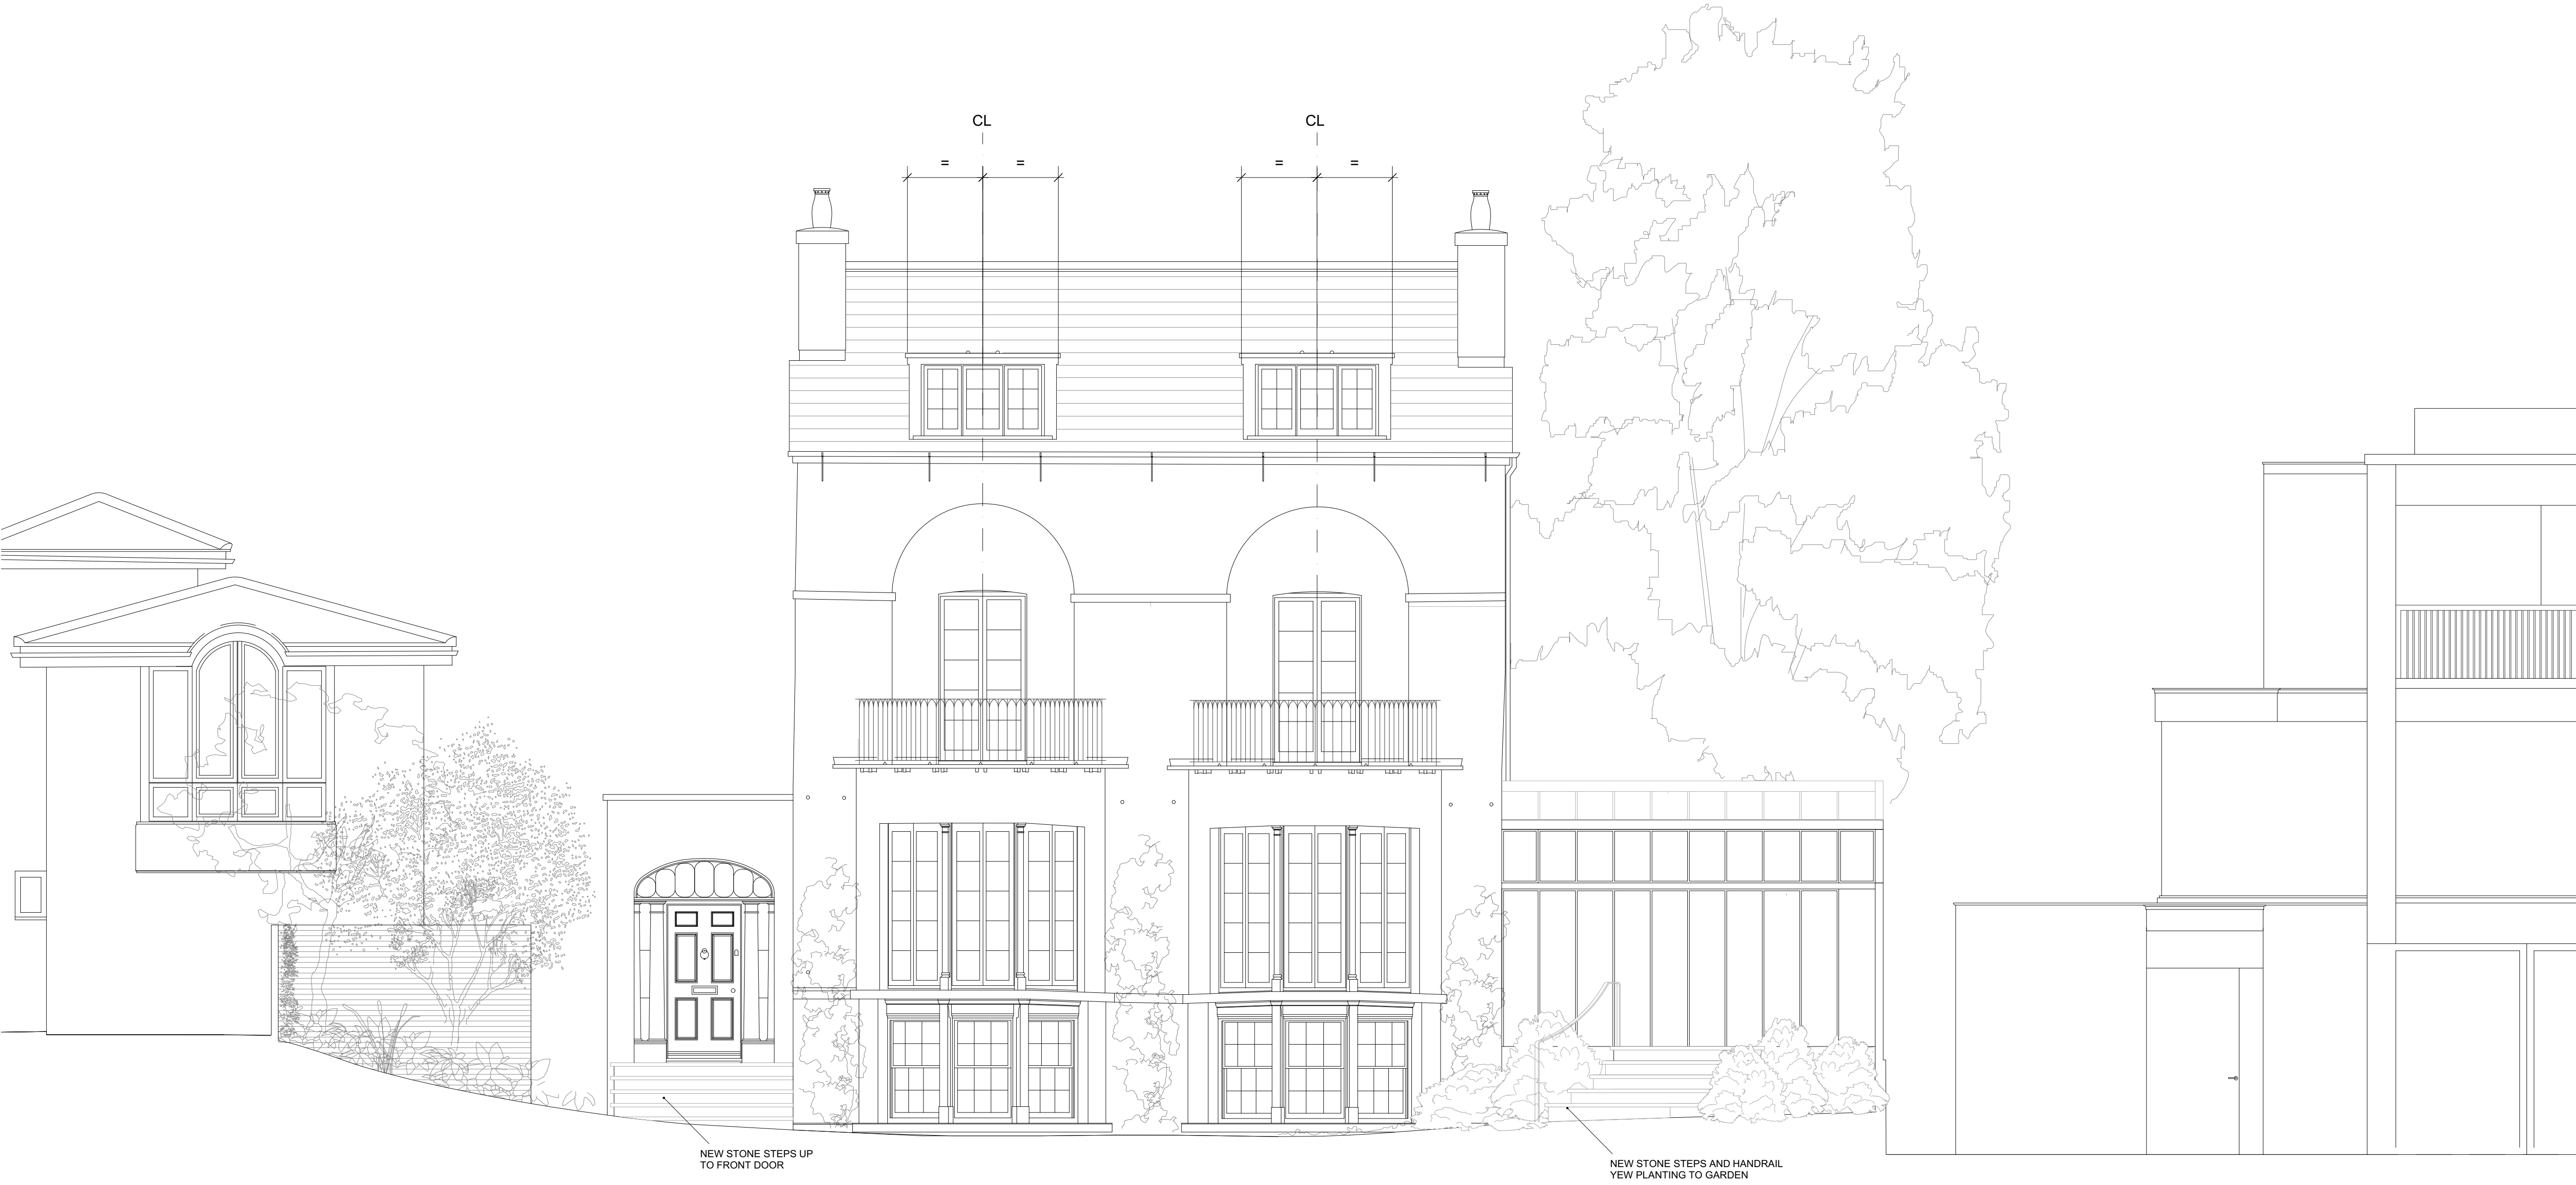 CL CL
= = = =
NEW STONE STEPS UP
TO FRONT DOOR
NEW STONE STEPS AND HANDRAIL
YEW PLANTING TO GARDEN